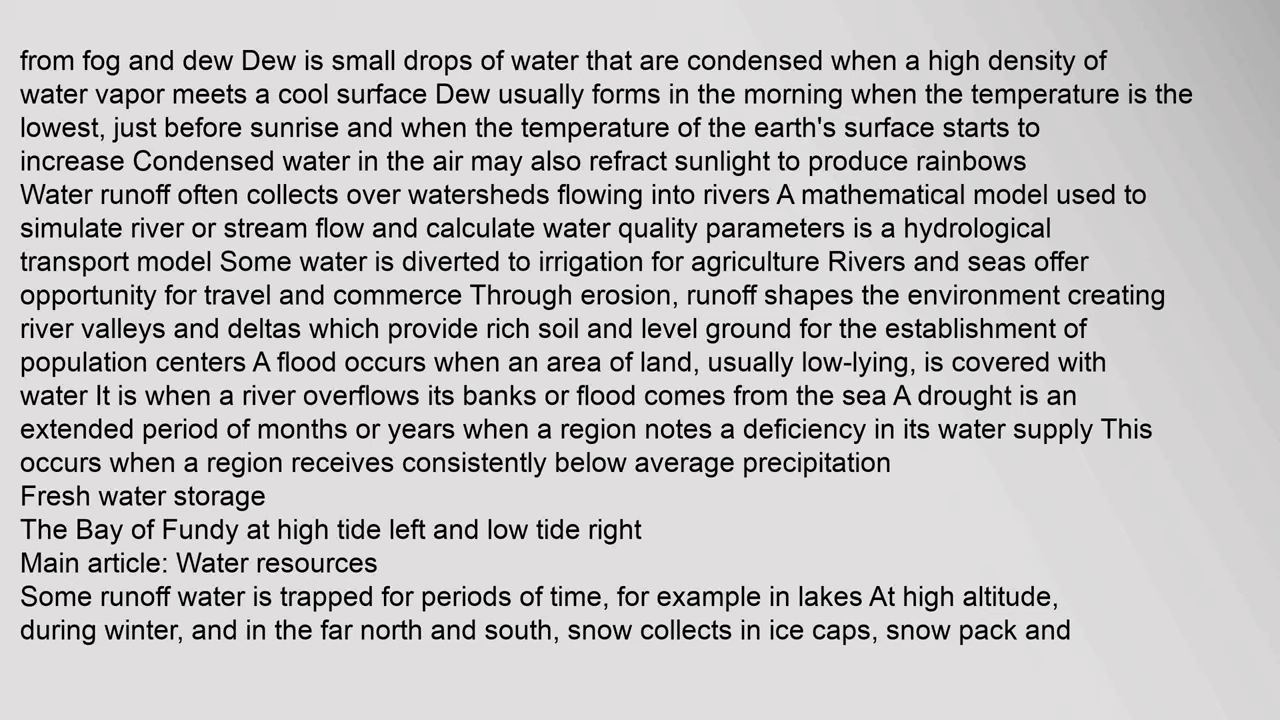 from fog and dew Dew is small drops of water that are condensed when a high density of
water vapor meets a cool surface Dew usually forms in the morning when the temperature is the
lowest, just before sunrise and when the temperature of the earth's surface starts to
increase Condensed water in the air may also refract sunlight to produce rainbows
Water runoff often collects over watersheds flowing into rivers A mathematical model used to
simulate river or stream flow and calculate water quality parameters is a hydrological
transport model Some water is diverted to irrigation for agriculture Rivers and seas offer
opportunity for travel and commerce Through erosion, runoff shapes the environment creating
river valleys and deltas which provide rich soil and level ground for the establishment of
population centers A flood occurs when an area of land, usually low-lying, is covered with
water It is when a river overflows its banks or flood comes from the sea A drought is an
extended period of months or years when a region notes a deficiency in its water supply This
occurs when a region receives consistently below average precipitation
Fresh water storage
The Bay of Fundy at high tide left and low tide right
Main article: Water resources
Some runoff water is trapped for periods of time, for example in lakes At high altitude,
during winter, and in the far north and south, snow collects in ice caps, snow pack and